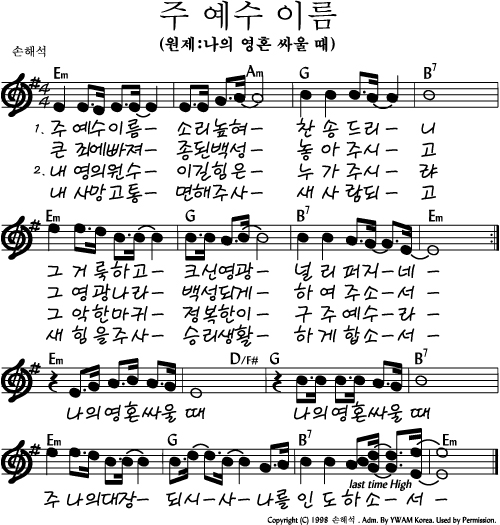 주 예수 이름
(원제:나의 영혼 싸울 때)
손해석
Em Am G B7
1. 주 예수이름– 소리높혀– 찬 송 드리– 니
큰 죄에빠져– 종된백성– 놓 아 주시– 고
2. 내 영의원수– 이길힘은– 누 가 주시– 랴
내 사망고통– 면해주사– 새 사 람되– 고
Em G B7 Em
그 거 룩하고– 크신영광– 널 리 퍼지–네–
그 영 광나라– 백성되게– 하 여 주소–서–
그 악 한마귀– 정복한이– 구 주 예수–라–
새 힘 을주사– 승리생활– 하 게 합소–서–
Em D/F# G B7
나의영혼싸울 때 나의영혼싸울 때
Em G B7 Em
last time High
주 나의대장– 되시–사–나를 인 도 하소– 서–
Copyright (C) 1998 손해석 . Adm. By YWAM Korea. Used by Permission.